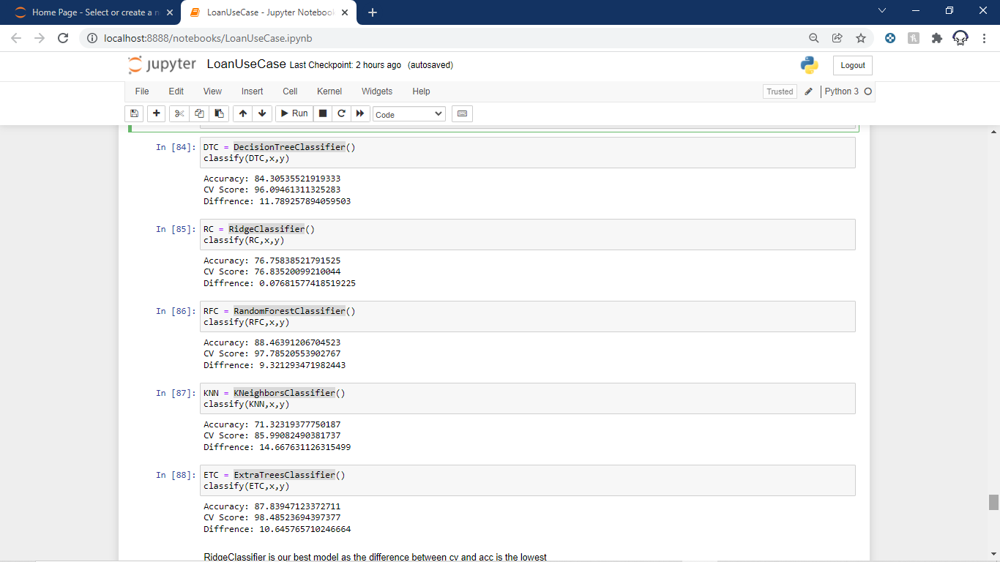 Home Page - Select or create a n
LoanUseCase - Jupyter Notebook
localhost:8888/notebooks/LoanUseCase.ipynb
jupyter LoanUseCase Last Checkpoint: 2 hours ago (autosaved)
Logout
File Edit View Insert Cell Kernel Widgets Help
Trusted Python 3
Run Code
In [84]: DTC = DecisionTreeClassifier()
classify(DTC,x,y)
Accuracy: 84.30535521919333
CV Score: 96.09461311325283
Diffrence: 11.789257894059503
In [85]: RC = RidgeClassifier()
classify(RC,x,y)
Accuracy: 76.75838521791525
CV Score: 76.83520099210044
Diffrence: 0.07681577418519225
In [86]: RFC = RandomForestClassifier()
classify(RFC,x,y)
Accuracy: 88.46391206704523
CV Score: 97.78520553902767
Diffrence: 9.321293471982443
In [87]: KNN = KNeighborsClassifier()
classify(KNN,x,y)
Accuracy: 71.32319377750187
CV Score: 85.99082490381737
Diffrence: 14.667631126315499
In [88]: ETC = ExtraTreesClassifier()
classify(ETC,x,y)
Accuracy: 87.83947123372711
CV Score: 98.48523694397377
Diffrence: 10.645765710246664
RidgeClassifier is our best model as the difference between cv and acc is the lowest